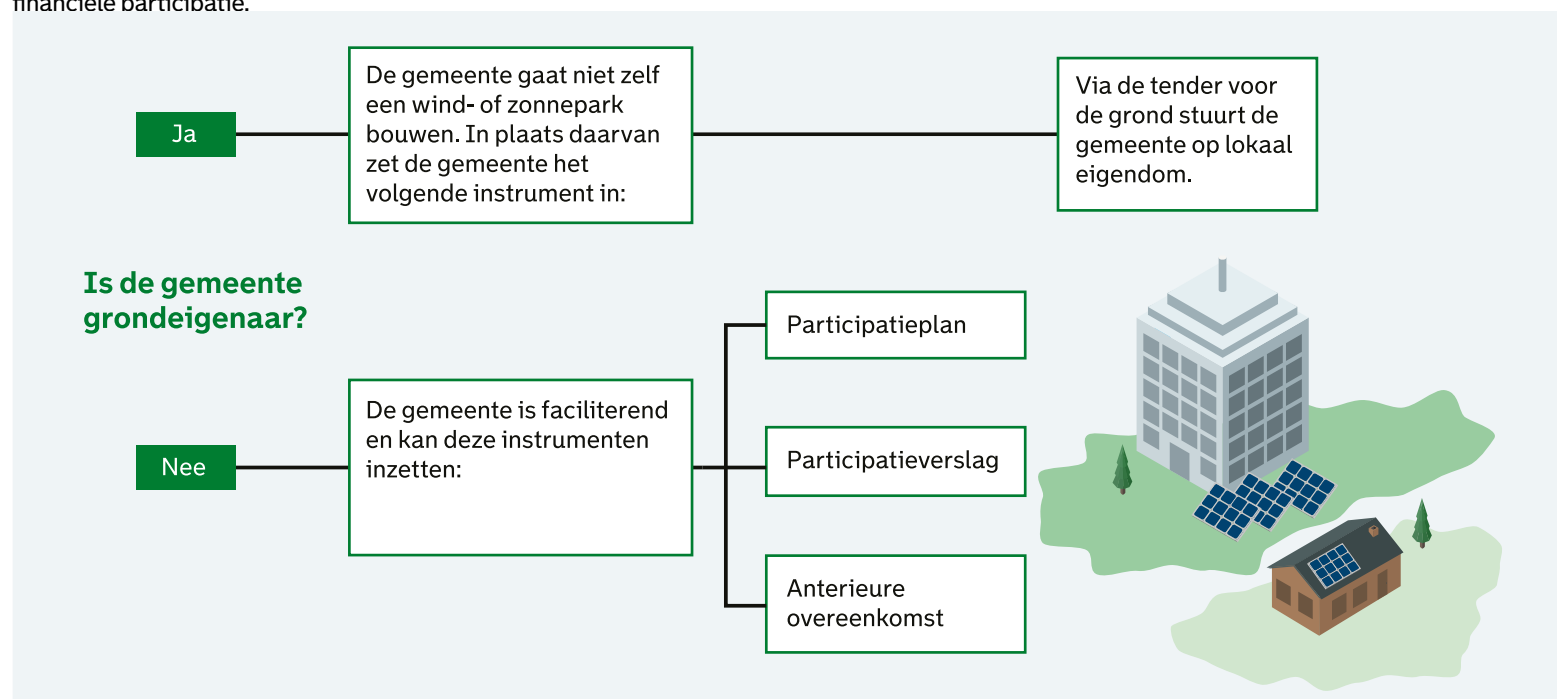 financiële participatie.
Ja
De gemeente gaat niet zelf
een wind- of zonnepark
bouwen. In plaats daarvan
zet de gemeente het
volgende instrument in:
Via de tender voor
de grond stuurt de
gemeente op lokaal
eigendom.
Is de gemeente
grondeigenaar?
Nee
De gemeente is faciliterend
en kan deze instrumenten
inzetten:
Participatieplan
Participatieverslag
Anterieure
overeenkomst